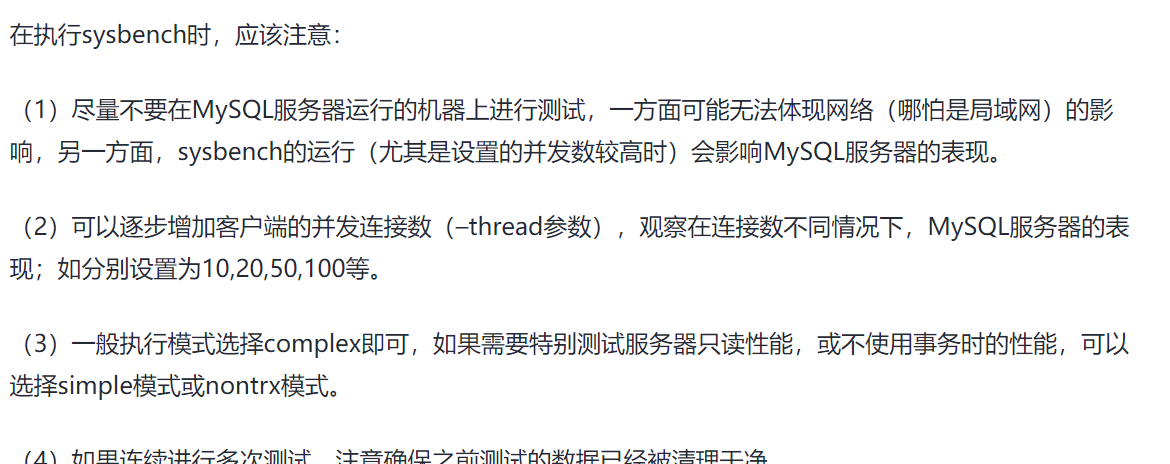 在执行sysbench时，应该注意：
（1）尽量不要在MySQL服务器运行的机器上进行测试，一方面可能无法体现网络（哪怕是局域网）的影
响，另一方面，sysbench的运行（尤其是设置的并发数较高时）会影响MySQL服务器的表现。
（2）可以逐步增加客户端的并发连接数（–thread参数），观察在连接数不同情况下，MySQL服务器的表
现；如分别设置为10,20,50,100等。
（3）一般执行模式选择complex即可，如果需要特别测试服务器只读性能，或不使用事务时的性能，可以
选择simple模式或nontrx模式。
（4）如果连续进行多次测试，注意确保之前测试的数据已经被清理干净。